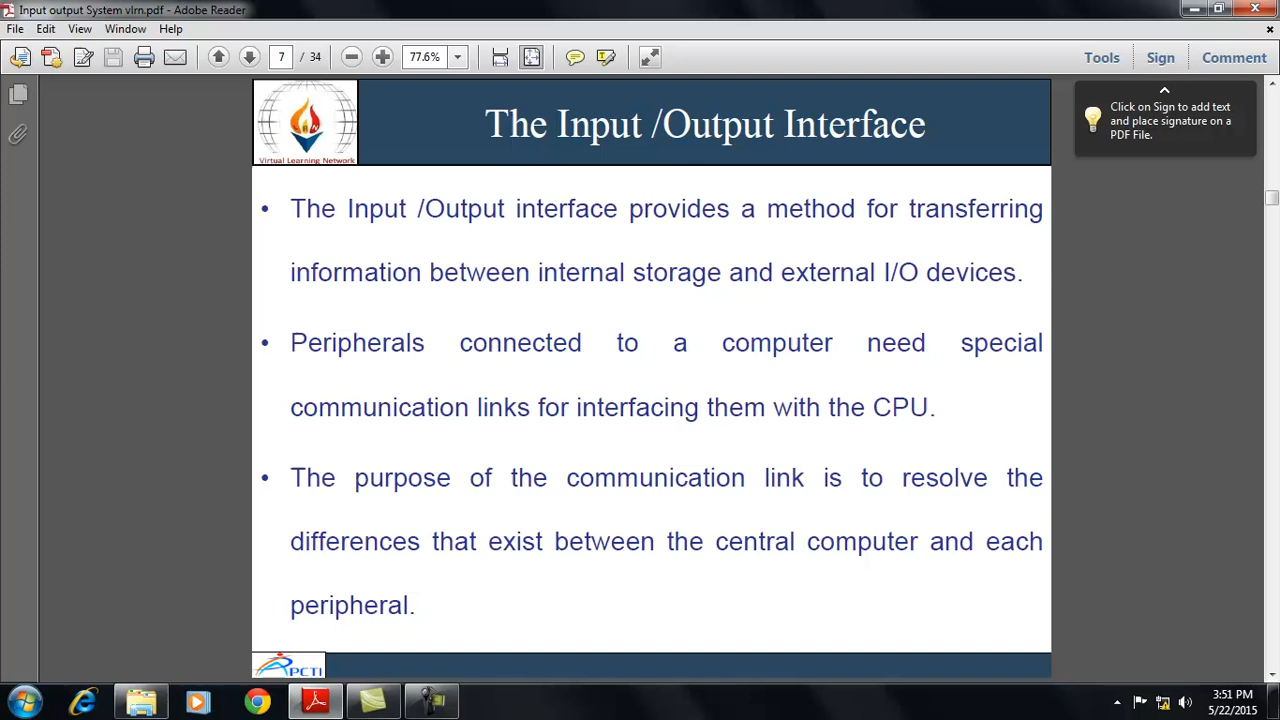 Input output System vlrn.pdf - Adobe Reader
File Edit View Window Help
7 / 34 77.6% Tools Sign Comment
Click on Sign to add text
and place signature on a
PDF File.
Virtual Learning Network
The Input /Output Interface
• The Input /Output interface provides a method for transferring
information between internal storage and external I/O devices.
• Peripherals connected to a computer need special
communication links for interfacing them with the CPU.
• The purpose of the communication link is to resolve the
differences that exist between the central computer and each
peripheral.
PCTI
3:51 PM
5/22/2015